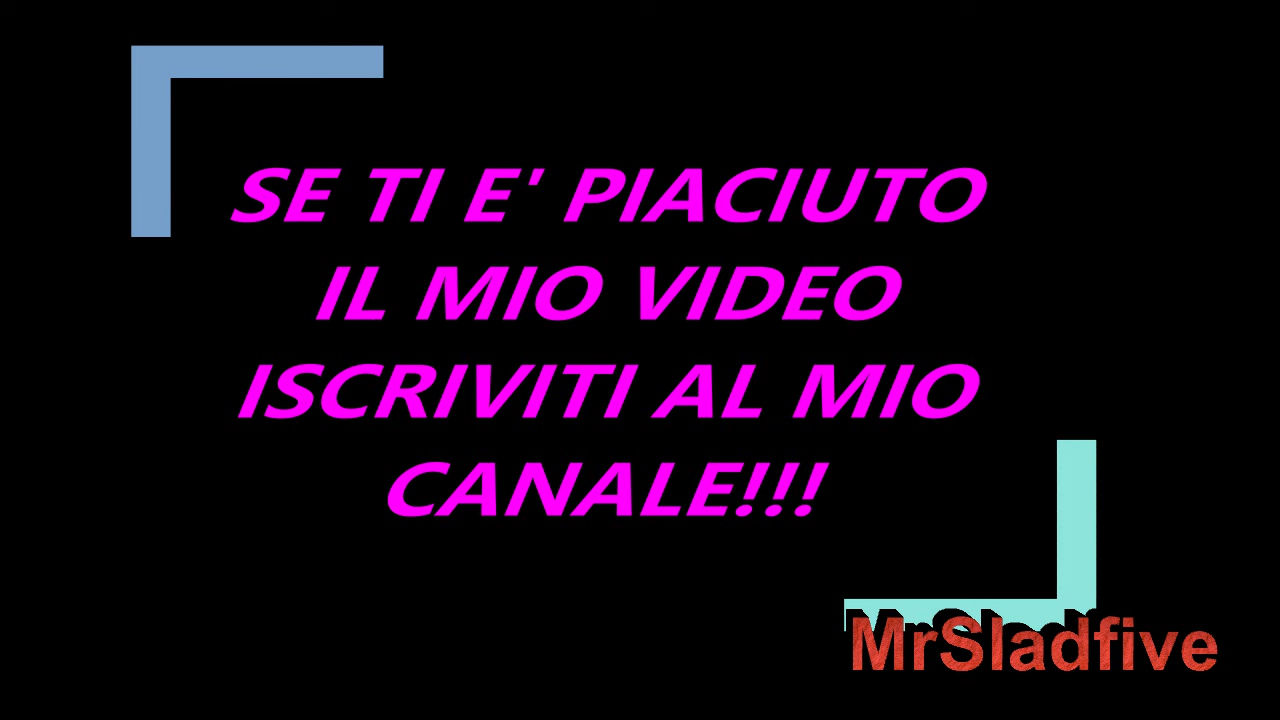 SE TI E' PIACIUTO
IL MIO VIDEO
ISCRIVITI AL MIO
CANALE!!!
MrSladfive